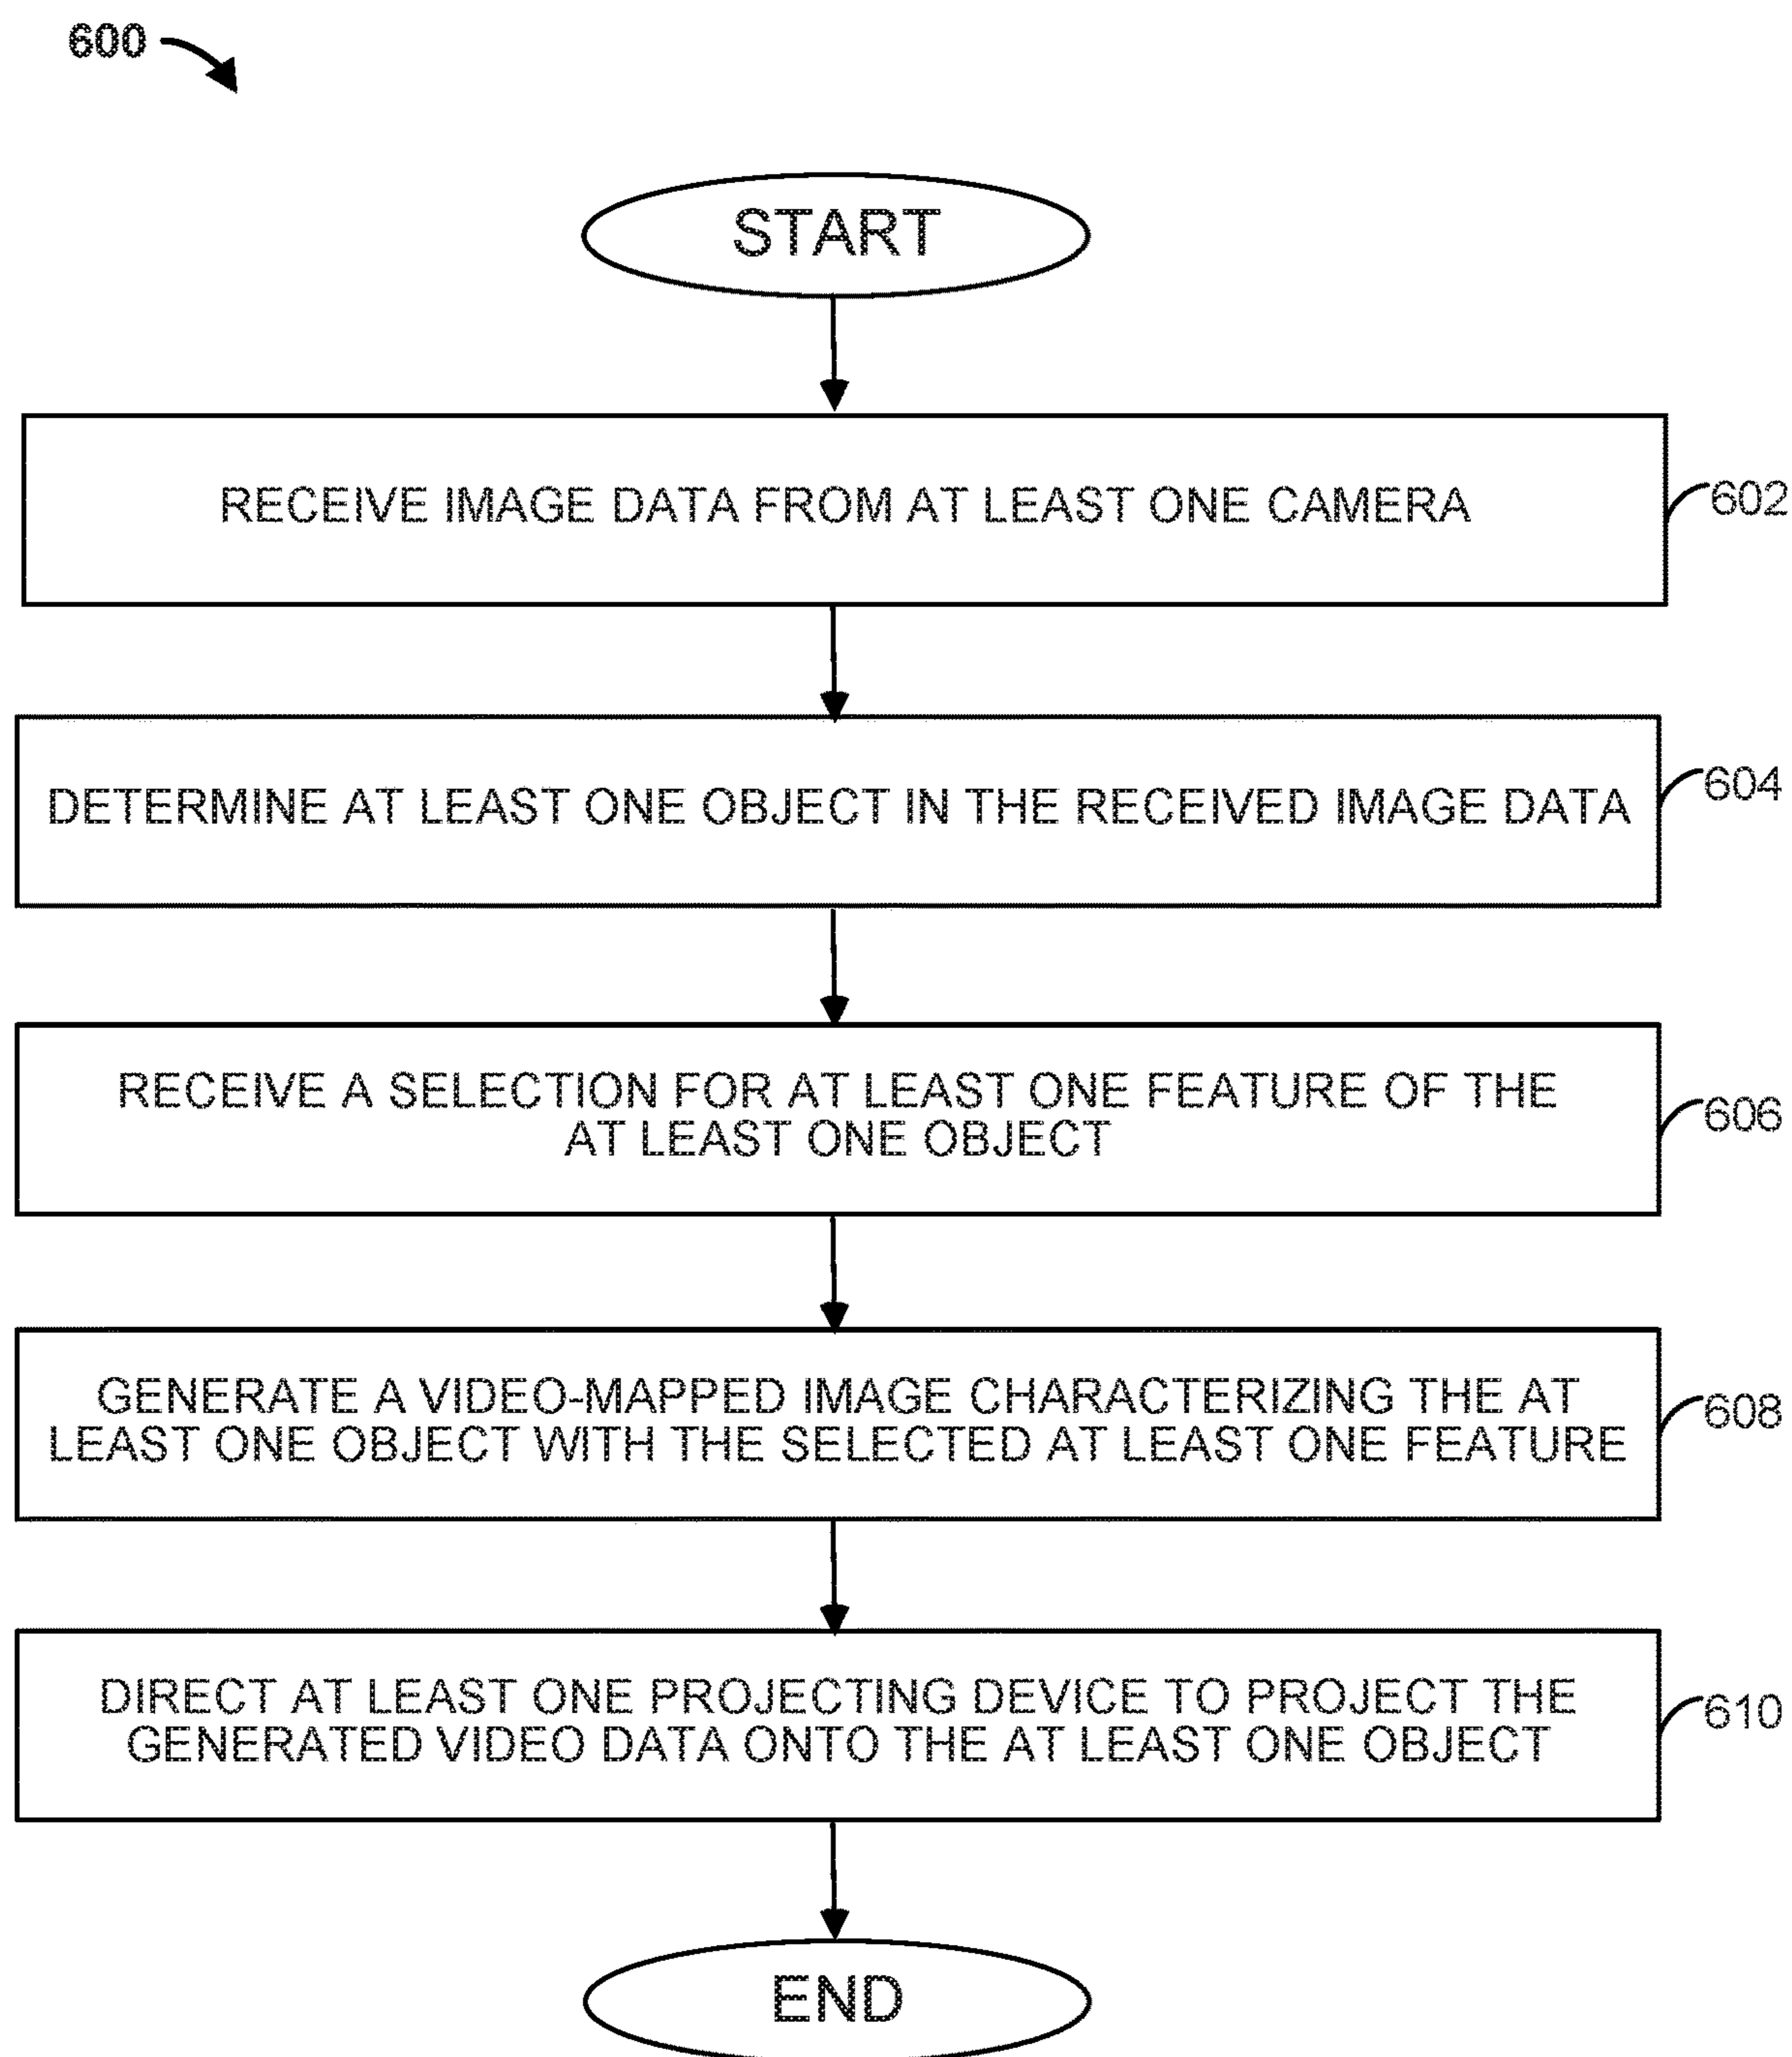 600
START
RECEIVE IMAGE DATA FROM AT LEAST ONE CAMERA
602
DETERMINE AT LEAST ONE OBJECT IN THE RECEIVED IMAGE DATA
604
RECEIVE A SELECTION FOR AT LEAST ONE FEATURE OF THE
AT LEAST ONE OBJECT
606
GENERATE A VIDEO-MAPPED IMAGE CHARACTERIZING THE AT
LEAST ONE OBJECT WITH THE SELECTED AT LEAST ONE FEATURE
608
DIRECT AT LEAST ONE PROJECTING DEVICE TO PROJECT THE
GENERATED VIDEO DATA ONTO THE AT LEAST ONE OBJECT
610
END